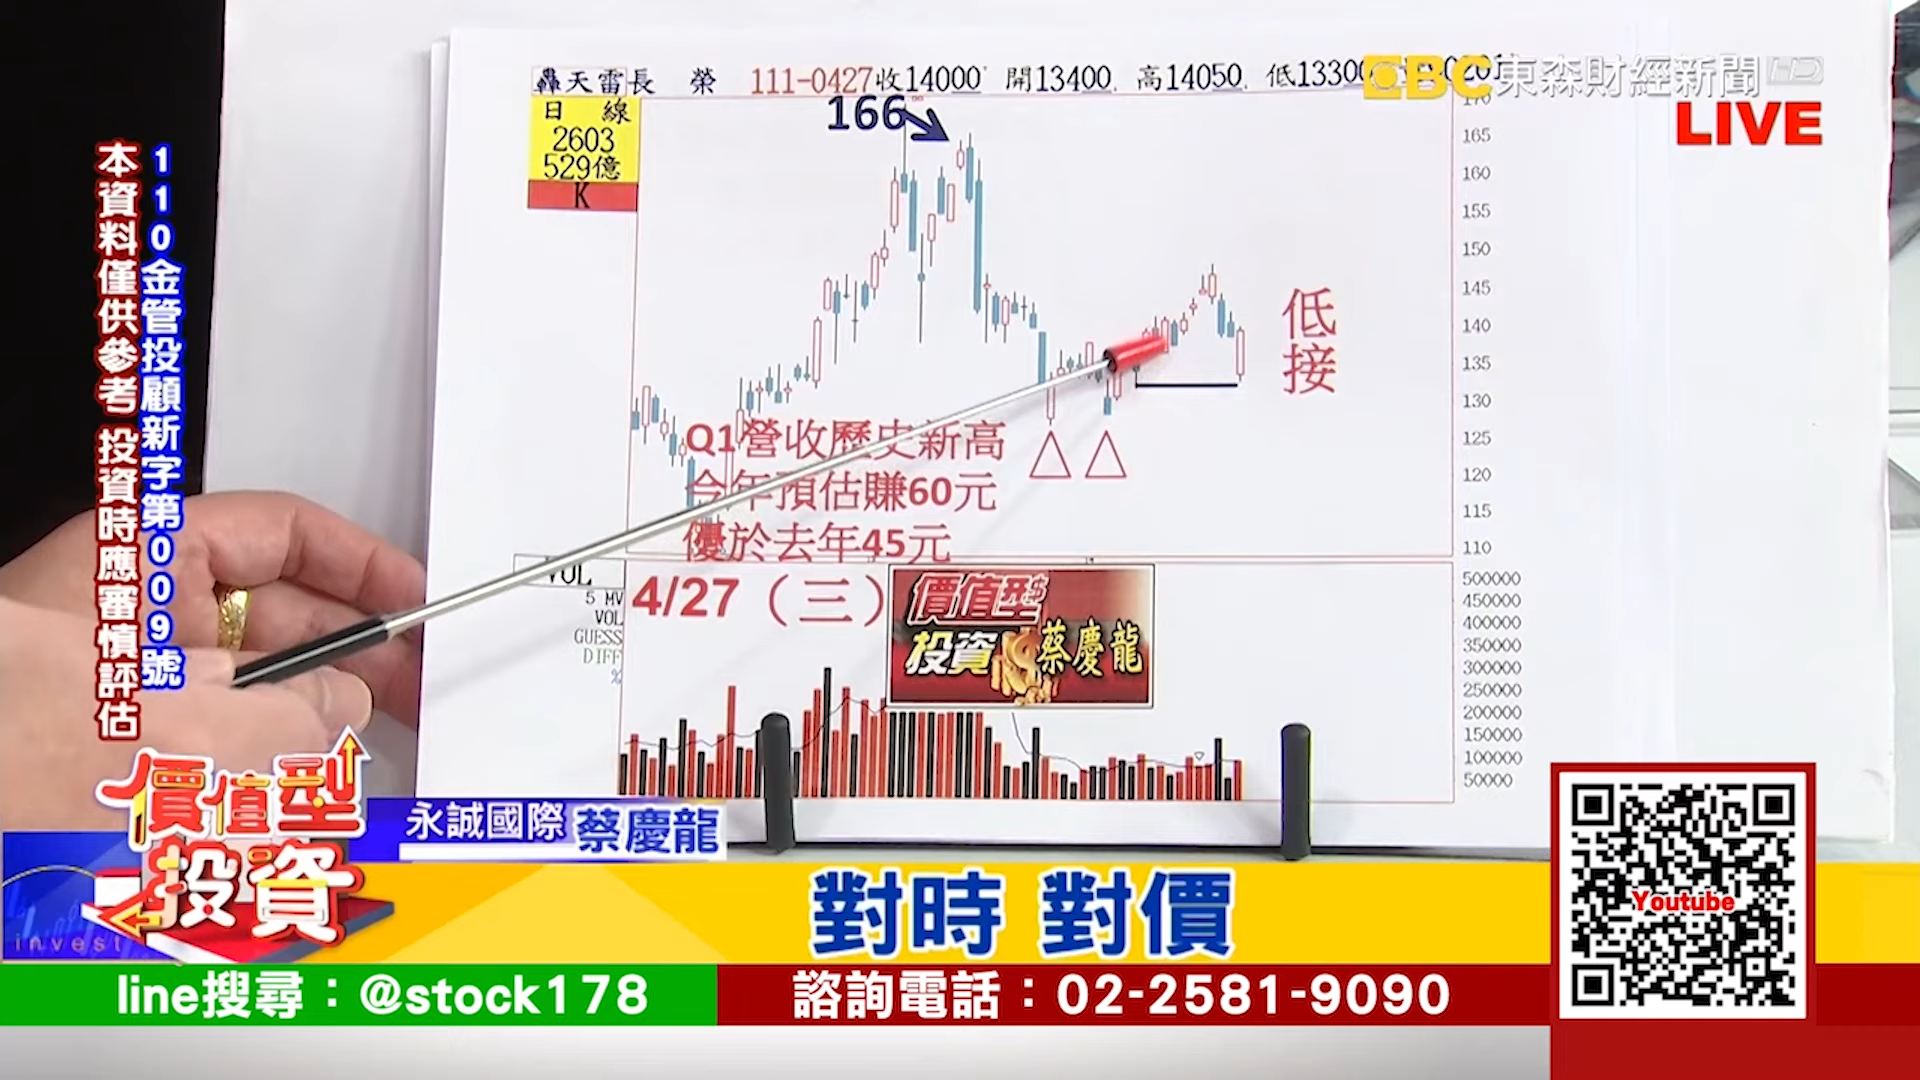 轟天雷長 榮 111-0427收14000 開13400 高14050 低13300
EBC東森財經新聞HD
LIVE
日 線
2603
529億
K
166
170
165
160
155
150
145
140
135
130
125
120
115
110
低接
Q1營收歷史新高
今年預估賺60元
優於去年45元
VOL
5 MV
VOL
GUESS
DIFF
%
4/27（三）
價值型
投資
蔡慶龍
500000
450000
400000
350000
300000
250000
200000
150000
100000
50000
110金管投顧新字第009號
本資料僅供參考 投資時應審慎評估
價值型
投資
invest
永誠國際 蔡慶龍
對時 對價
line搜尋：@stock178
諮詢電話：02-2581-9090
Youtube